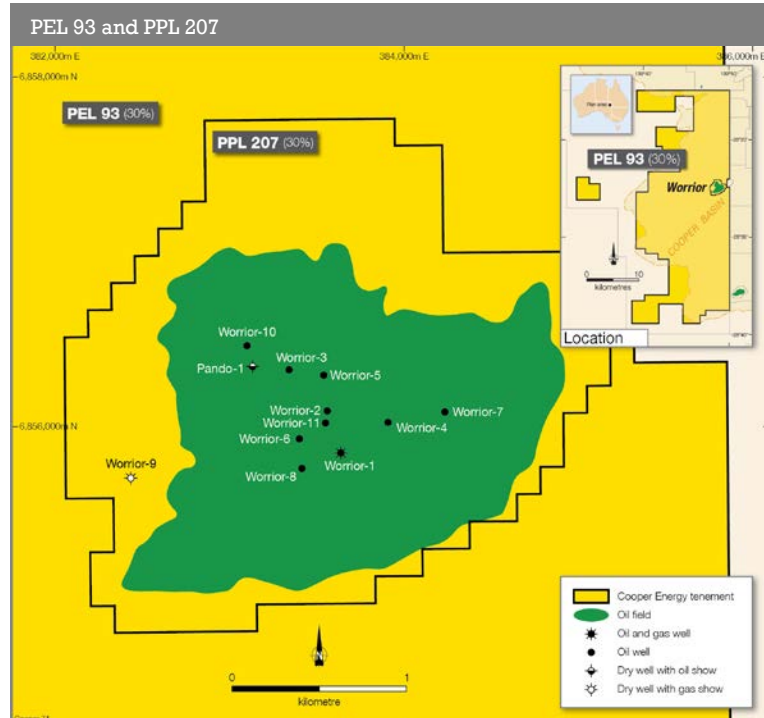 PEL 93 and PPL 207
382,000m E
384,000m E
386,000m E
6,858,000m N
PEL 93 (30%)
PPL 207 (30%)
PEL 93 (30%)
Worrior
COOPER BASIN
10
kilometres
Location
Worrior-10
Worrior-3
Pando-1
Worrior-5
Worrior-2
Worrior-7
Worrior-11
Worrior-4
6,856,000m N
Worrior-6
Worrior-1
Worrior-9
Worrior-8
N
0
1
kilometre
Cooper Energy tenement
Oil field
Oil and gas well
Oil well
Dry well with oil show
Dry well with gas show